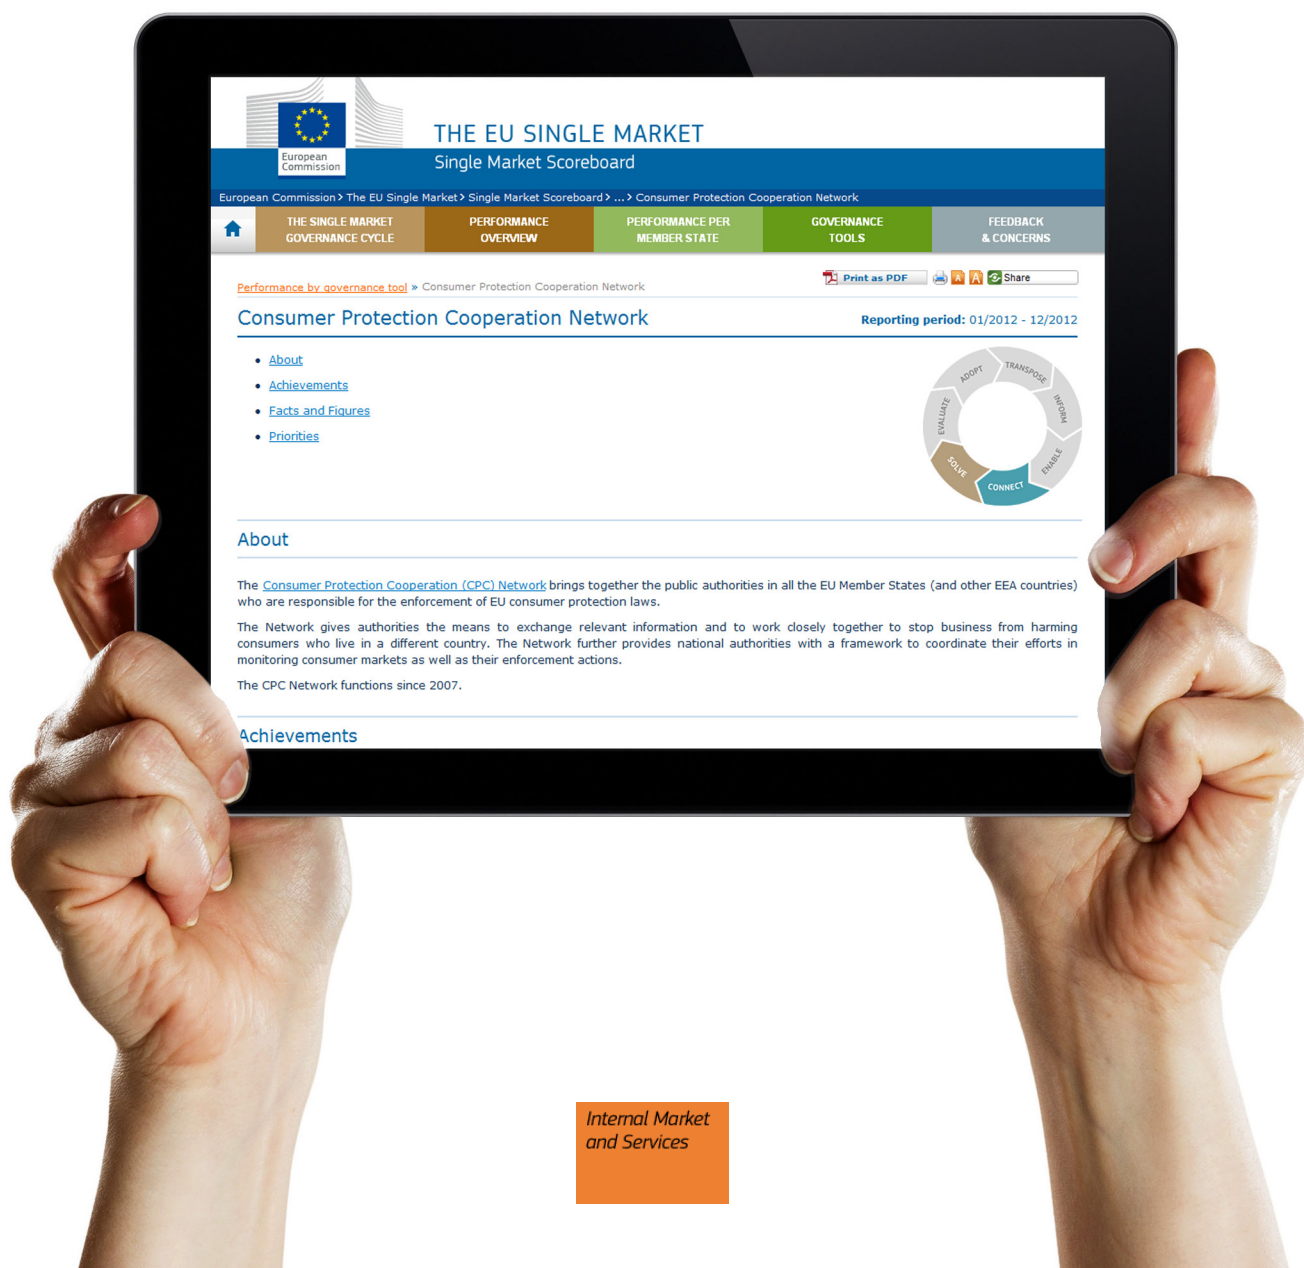 European
Commission
THE EU SINGLE MARKET
Single Market Scoreboard
European Commission > The EU Single Market > Single Market Scoreboard > ... > Consumer Protection Cooperation Network
THE SINGLE MARKET
GOVERNANCE CYCLE
PERFORMANCE
OVERVIEW
PERFORMANCE PER
MEMBER STATE
GOVERNANCE
TOOLS
FEEDBACK
& CONCERNS
Performance by governance tool » Consumer Protection Cooperation Network
Print as PDF
A
A
Share
Consumer Protection Cooperation Network
Reporting period: 01/2012 - 12/2012
• About
• Achievements
• Facts and Figures
• Priorities
ADOPT
TRANSPOSE
INFORM
ENABLE
CONNECT
SOLVE
EVALUATE
About
The Consumer Protection Cooperation (CPC) Network brings together the public authorities in all the EU Member States (and other EEA countries)
who are responsible for the enforcement of EU consumer protection laws.
The Network gives authorities the means to exchange relevant information and to work closely together to stop business from harming
consumers who live in a different country. The Network further provides national authorities with a framework to coordinate their efforts in
monitoring consumer markets as well as their enforcement actions.
The CPC Network functions since 2007.
Achievements
Internal Market
and Services